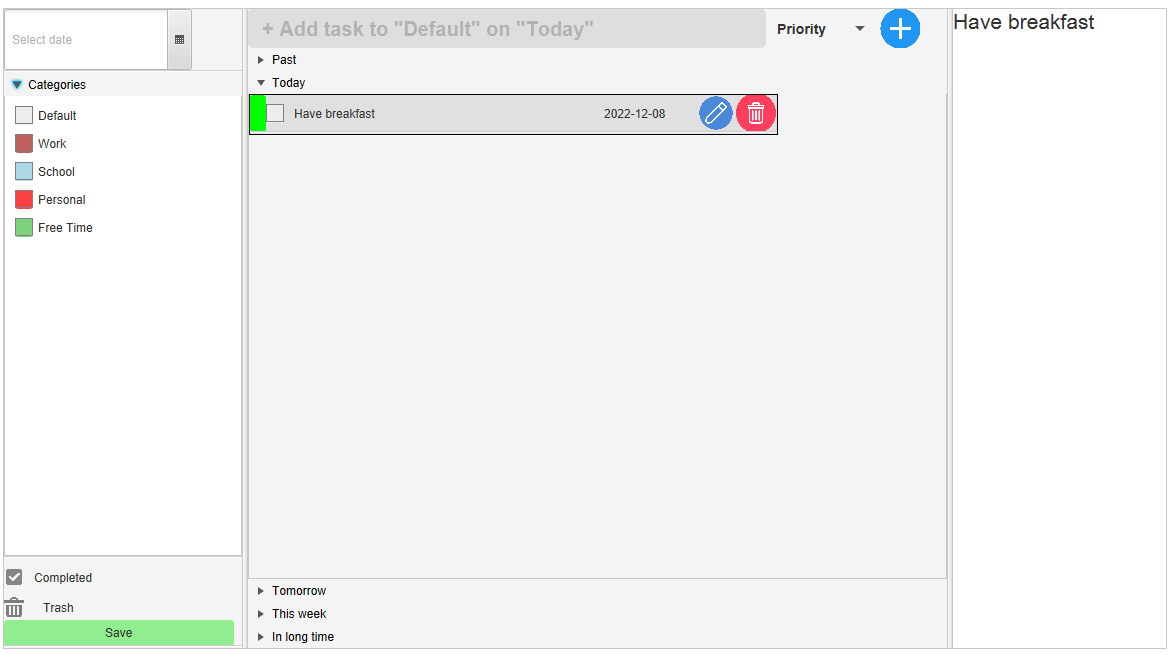 Select date
Categories
Default
Work
School
Personal
Free Time
Completed
Trash
Save
+ Add task to "Default" on "Today"
Priority
Past
Today
Have breakfast 2022-12-08
Tomorrow
This week
In long time
Have breakfast